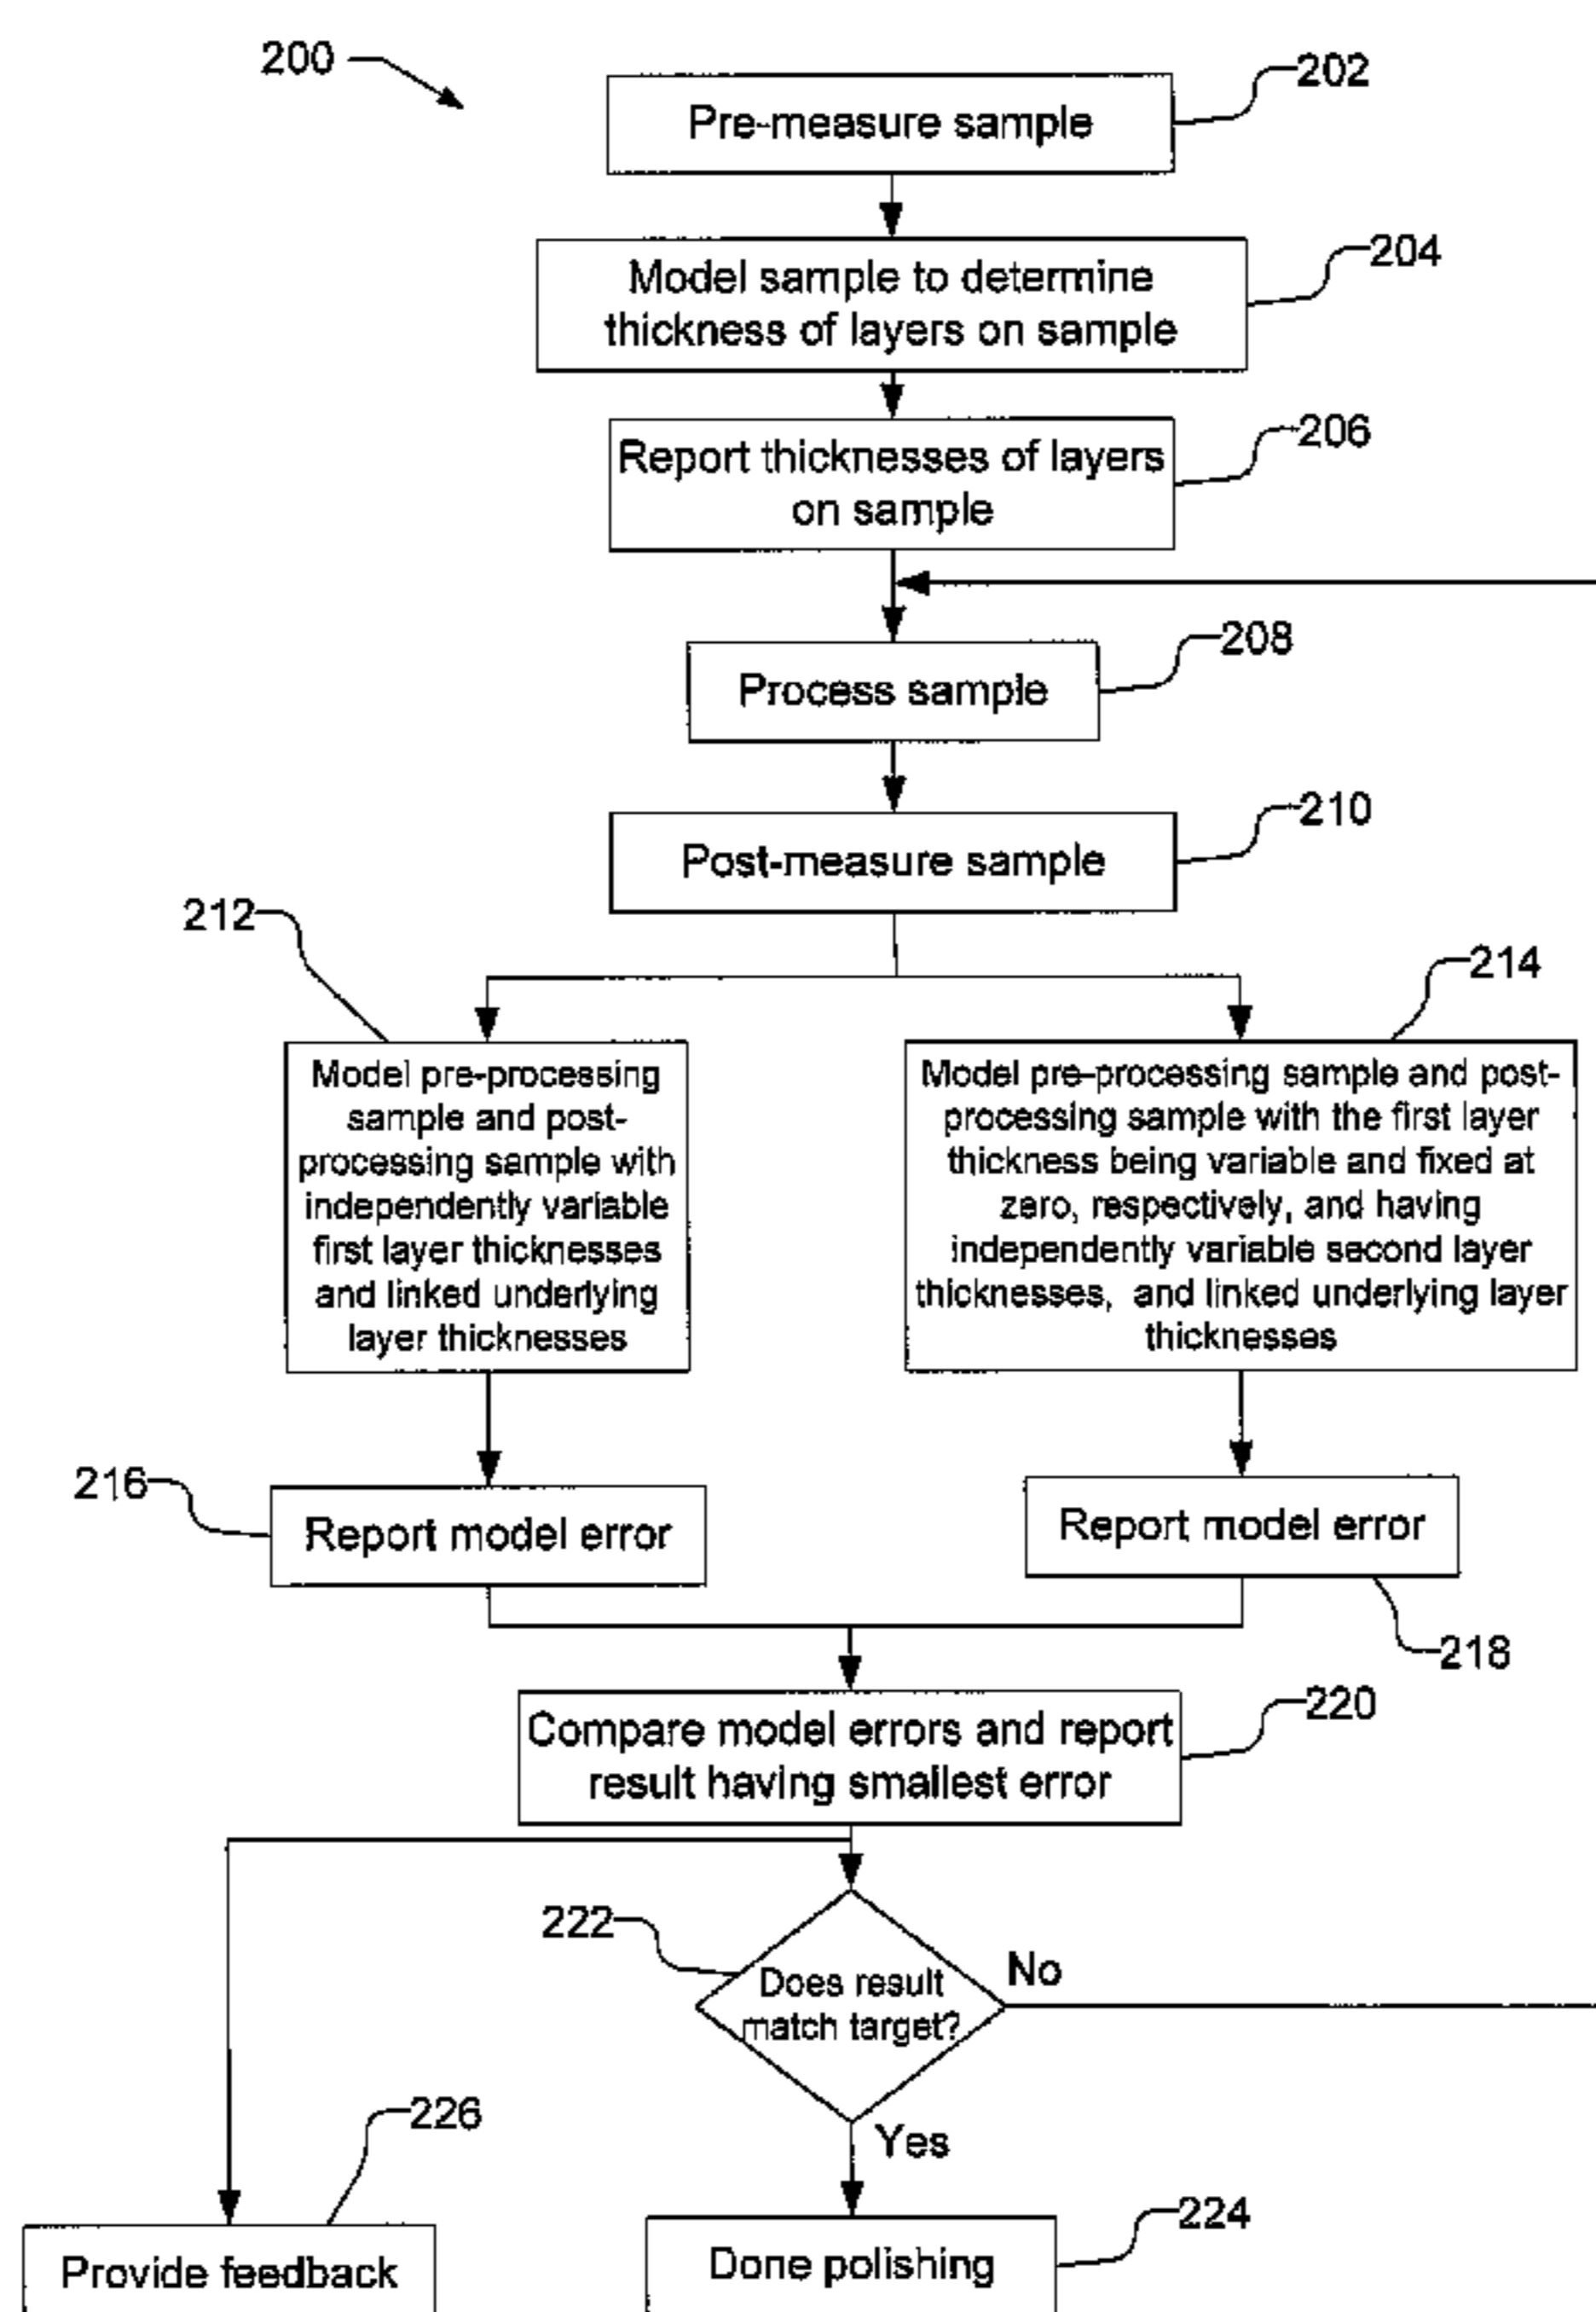 200
202
Pre-measure sample
204
Model sample to determine
thickness of layers on sample
206
Report thicknesses of layers
on sample
208
Process sample
210
Post-measure sample
212
Model pre-processing
sample and post-
processing sample with
independently variable
first layer thicknesses
and linked underlying
layer thicknesses
214
Model pre-processing sample and post-
processing sample with the first layer
thickness being variable and fixed at
zero, respectively, and having
independently variable second layer
thicknesses, and linked underlying layer
thicknesses
216
Report model error
Report model error
218
220
Compare model errors and report
result having smallest error
222
Does result
match target?
No
Yes
226
Provide feedback
224
Done polishing